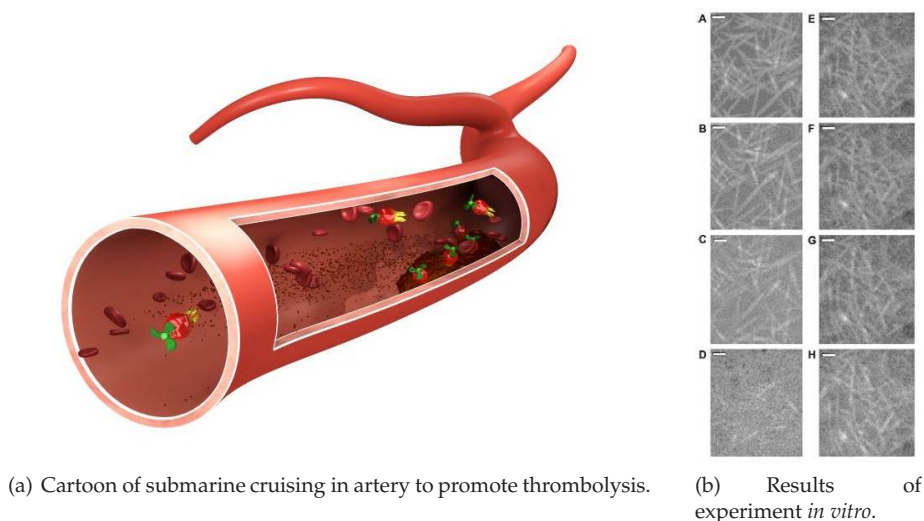 A
E
B
F
C
G
D
H
(a) Cartoon of submarine cruising in artery to promote thrombolysis.
(b) Results of
experiment in vitro.